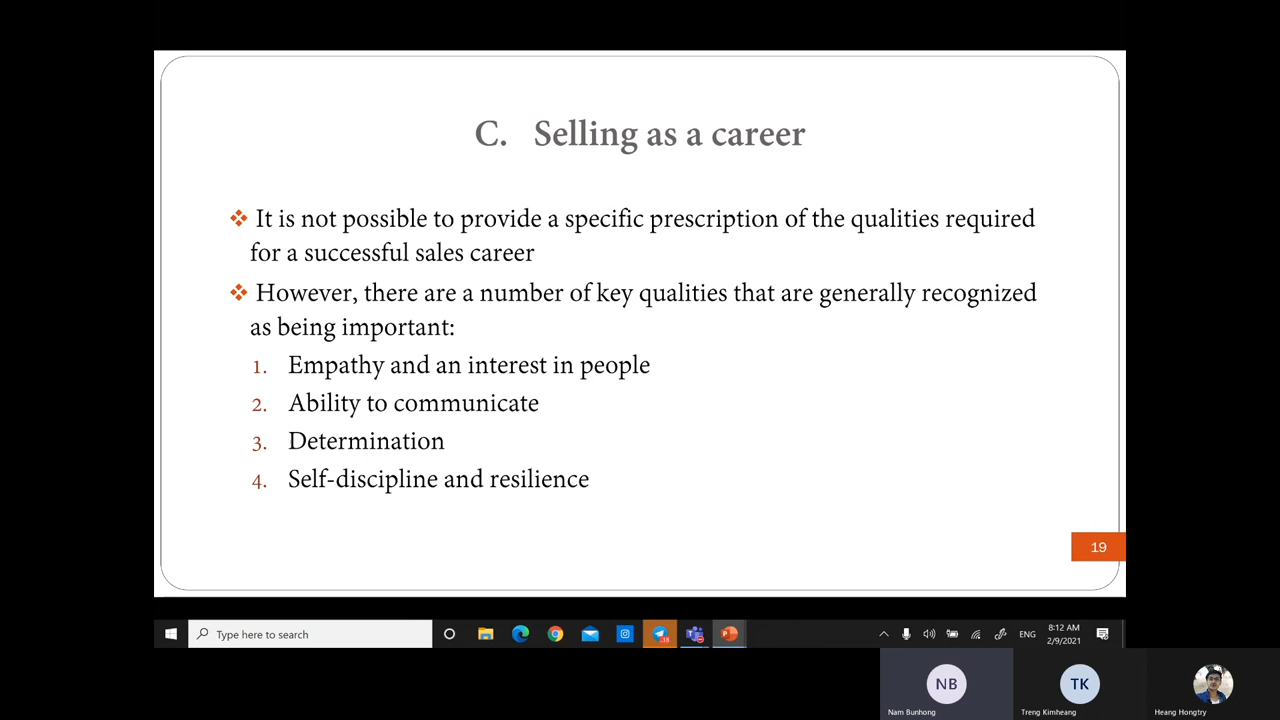 C. Selling as a career
It is not possible to provide a specific prescription of the qualities required
for a successful sales career
However, there are a number of key qualities that are generally recognized
as being important:
1. Empathy and an interest in people
2. Ability to communicate
3. Determination
4. Self-discipline and resilience
19
Type here to search
ENG
8:12 AM
2/9/2021
NB
TK
Nam Bunhong
Treng Kimheang
Heang Hongtry